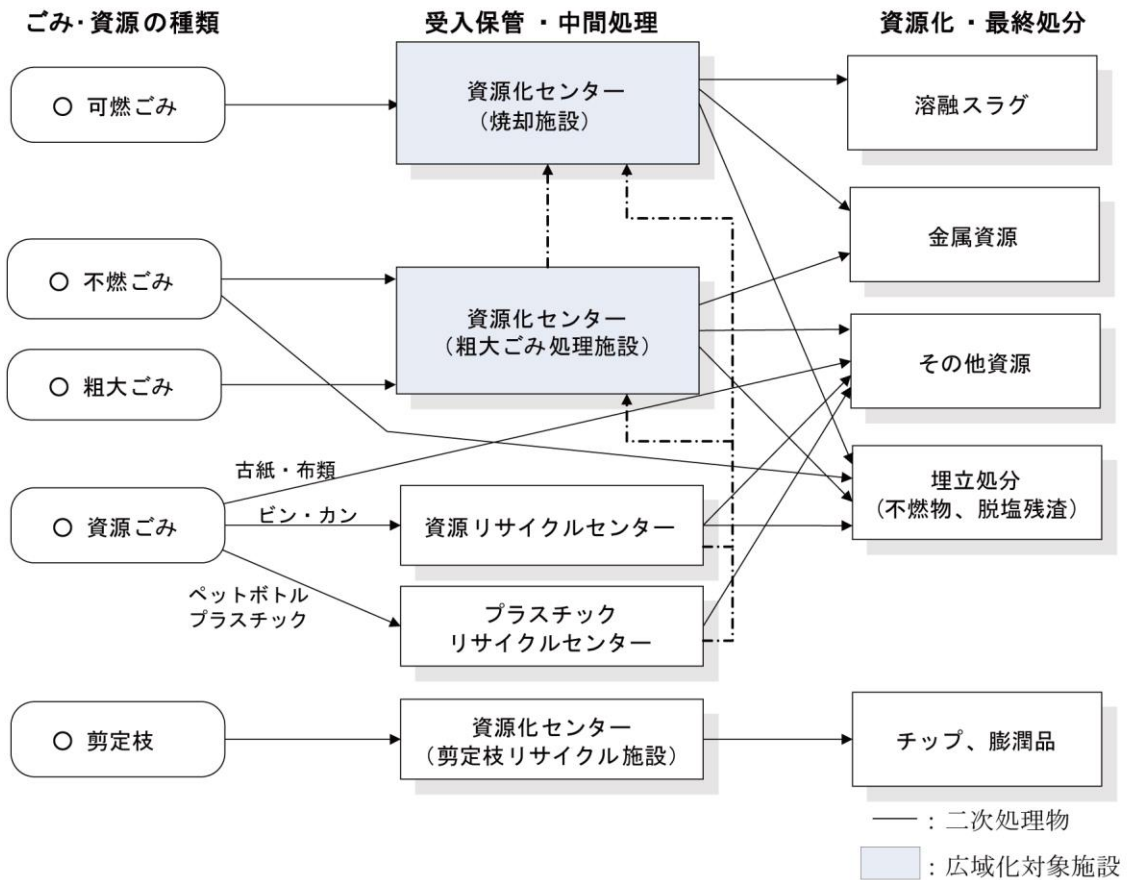 ごみ・資源の種類
受入保管・中間処理
資源化・最終処分
○ 可燃ごみ
資源化センター
（焼却施設）
溶融スラグ
金属資源
○ 不燃ごみ
資源化センター
（粗大ごみ処理施設）
その他資源
○ 粗大ごみ
古紙・布類
埋立処分
（不燃物、脱塩残渣）
○ 資源ごみ
ビン・カン
資源リサイクルセンター
ペットボトル
プラスチック
プラスチック
リサイクルセンター
○ 剪定枝
資源化センター
（剪定枝リサイクル施設）
チップ、膨潤品
：二次処理物
：広域化対象施設